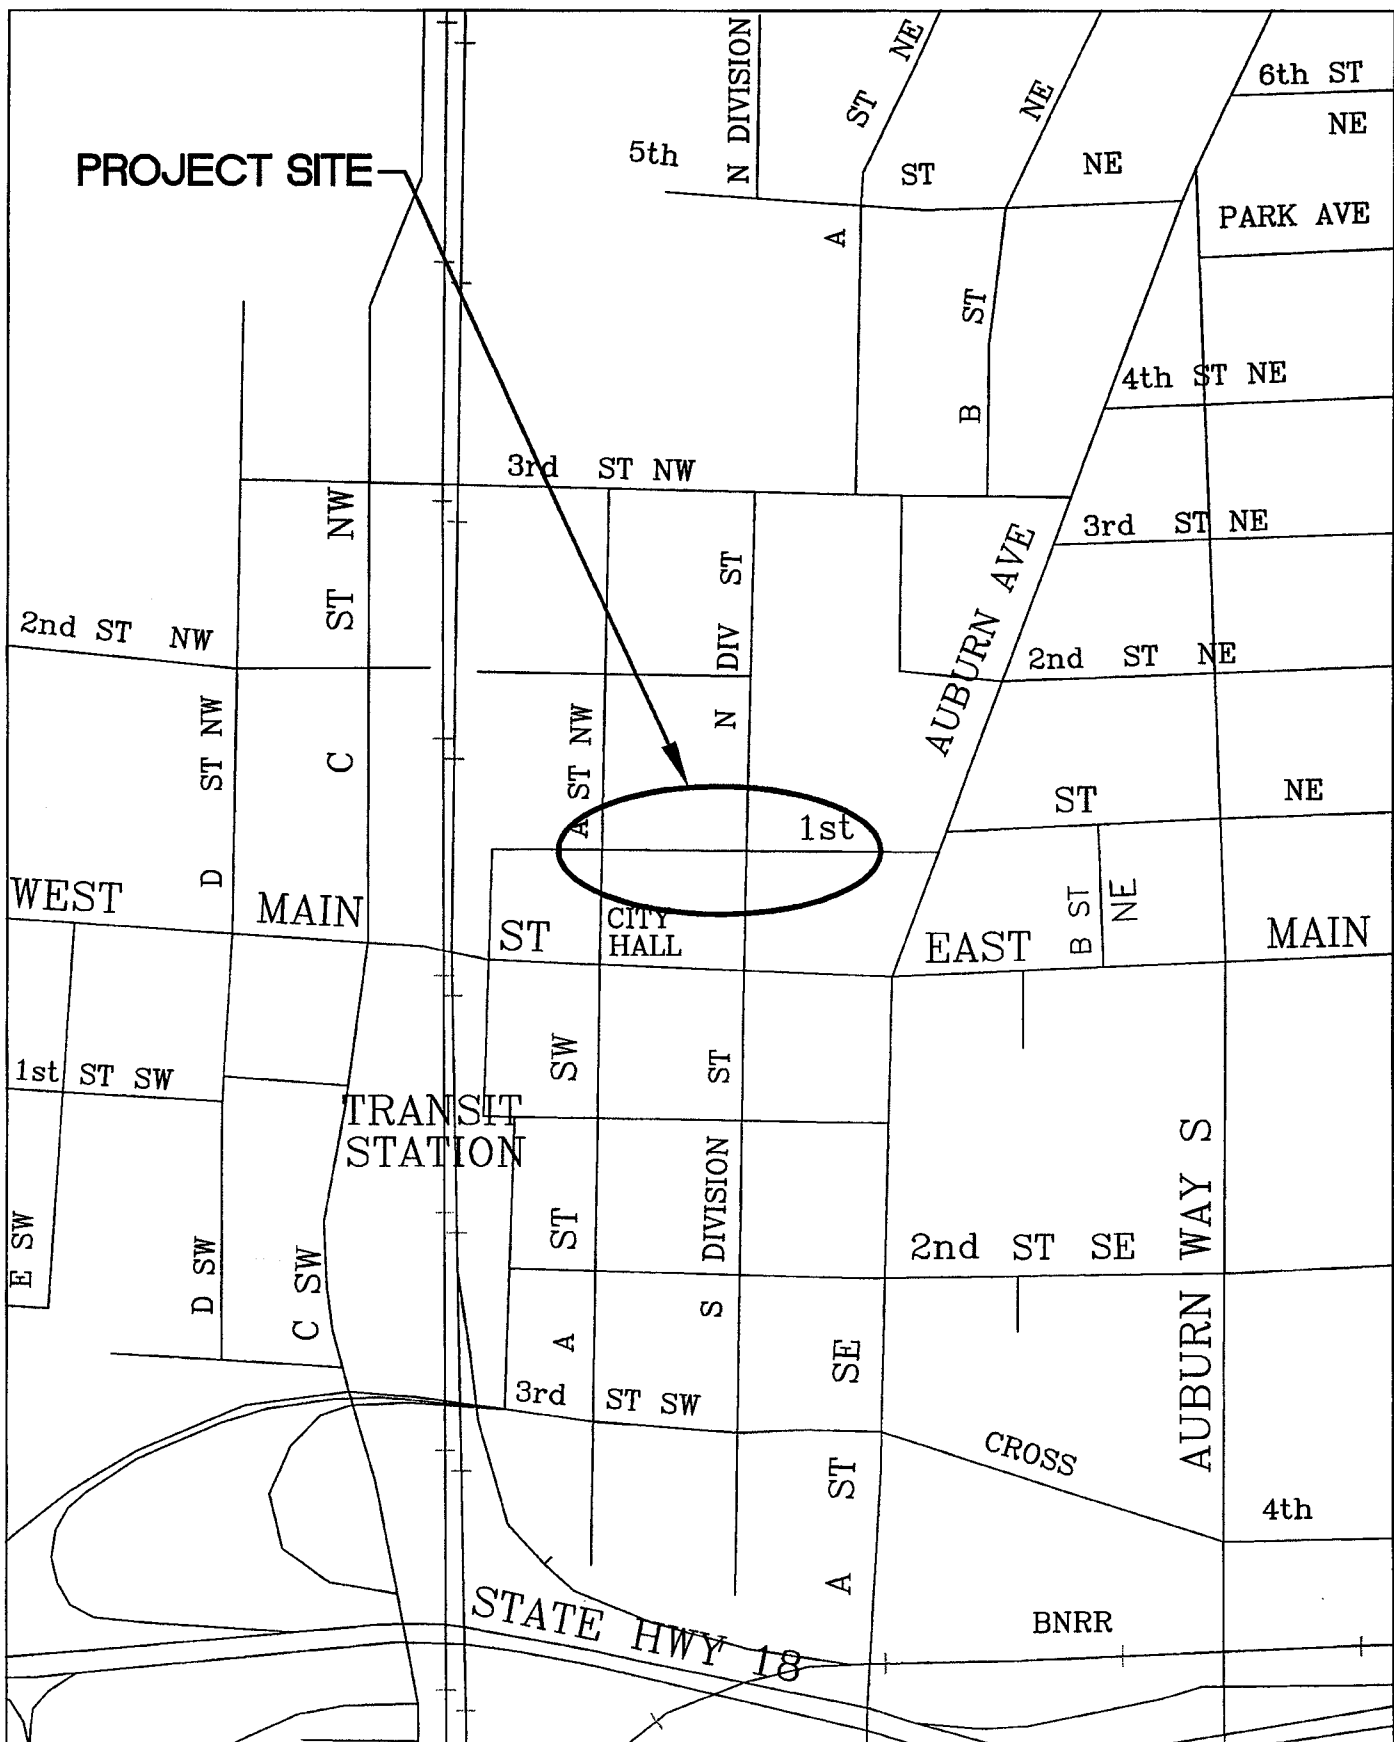 N DIVISION
A ST NE
B ST NE
6th ST
NE
PROJECT SITE
5th ST NE
PARK AVE
4th ST NE
3rd ST NW
C ST NW
3rd ST NE
AUBURN AVE
N DIV ST
2nd ST NW
2nd ST NE
D ST NW
A ST NW
1st ST NE
WEST MAIN ST
CITY
HALL
EAST MAIN
B ST
NE
1st ST SW
TRANSIT
STATION
A ST SW
S DIVISION ST
AUBURN WAY S
E SW
D SW
C SW
2nd ST SE
A ST SE
3rd ST SW
CROSS
4th
STATE HWY 18
BNRR